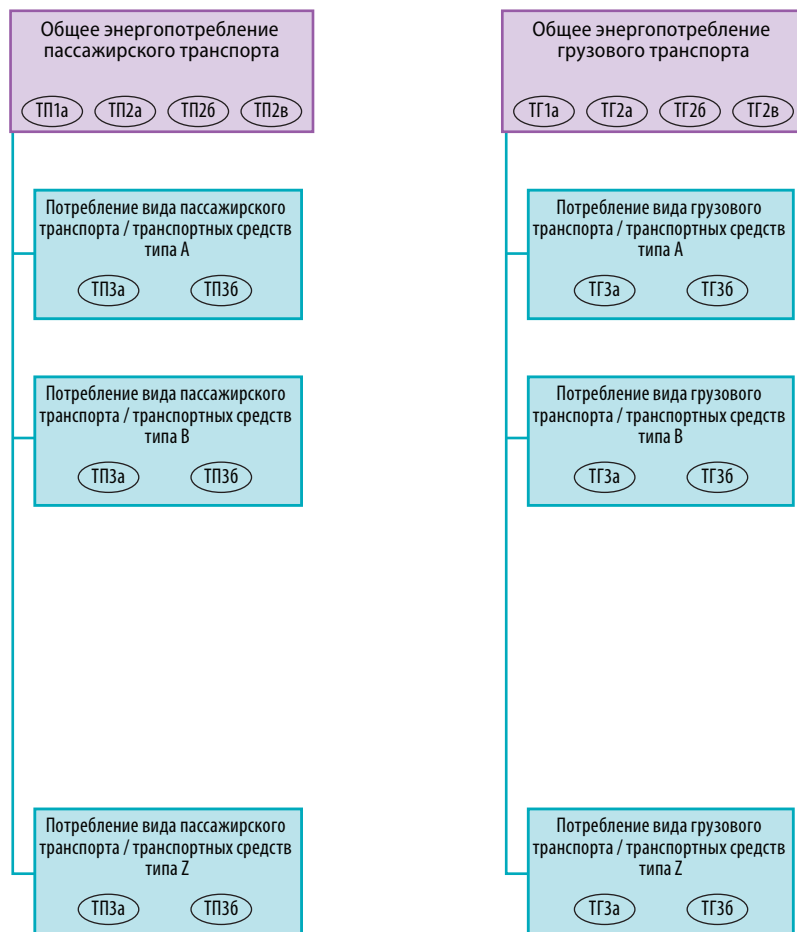 Общее энергопотребление
пассажирского транспорта
ТП1а ТП2а ТП2б ТП2в
Потребление вида пассажирского
транспорта / транспортных средств
типа A
ТП3а ТП3б
Потребление вида пассажирского
транспорта / транспортных средств
типа B
ТП3а ТП3б
Потребление вида пассажирского
транспорта / транспортных средств
типа Z
ТП3а ТП3б
Общее энергопотребление
грузового транспорта
ТГ1а ТГ2а ТГ2б ТГ2в
Потребление вида грузового
транспорта / транспортных средств
типа A
ТГ3а ТГ3б
Потребление вида грузового
транспорта / транспортных средств
типа B
ТГ3а ТГ3б
Потребление вида грузового
транспорта / транспортных средств
типа Z
ТГ3а ТГ3б